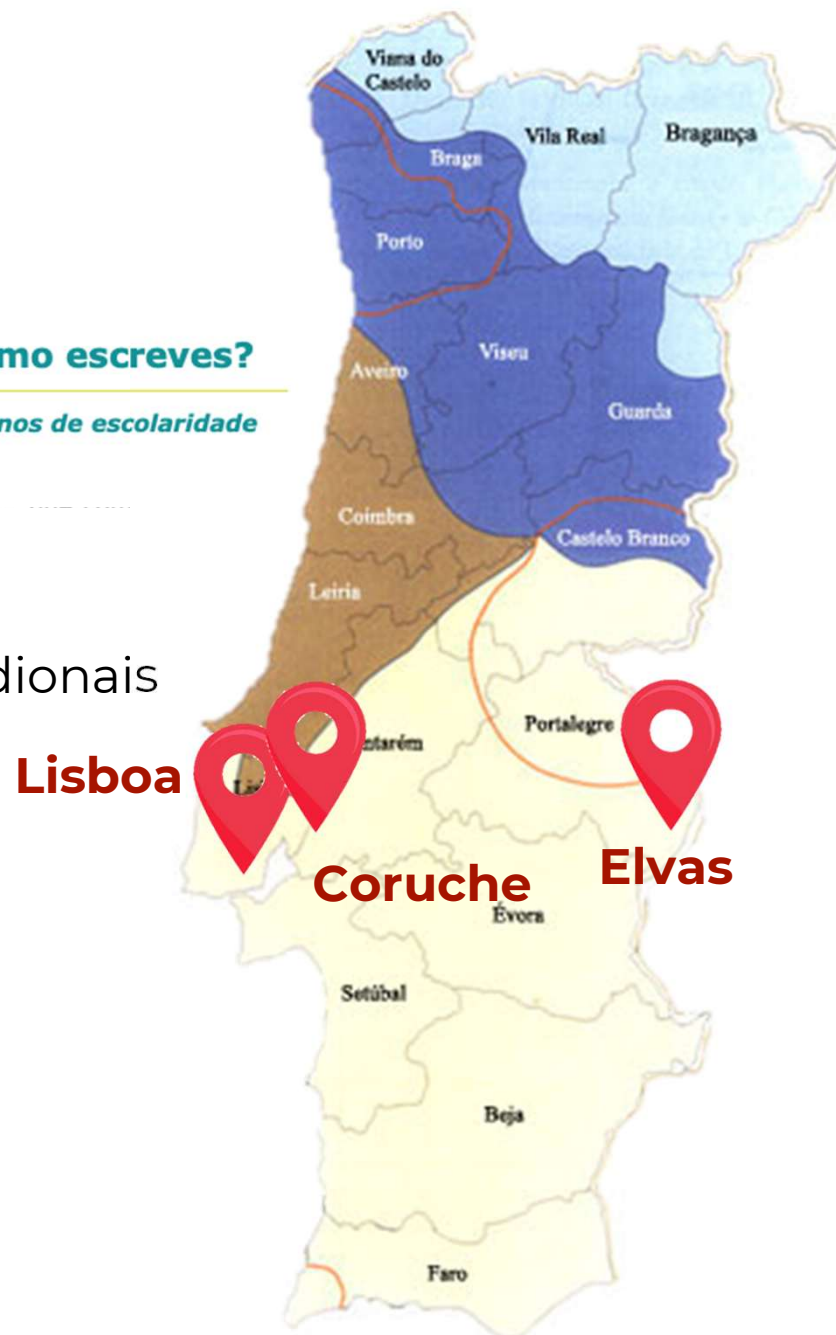 Viana do
Castelo
Vila Real
Bragança
Braga
Porto
mo escreves?
Viseu
Aveiro
nos de escolaridade
Guarda
Coimbra
Castelo Branco
Leiria
dionais
Portalegre
ntarém
Lisboa
Elvas
Coruche
Évora
Setúbal
Beja
Faro